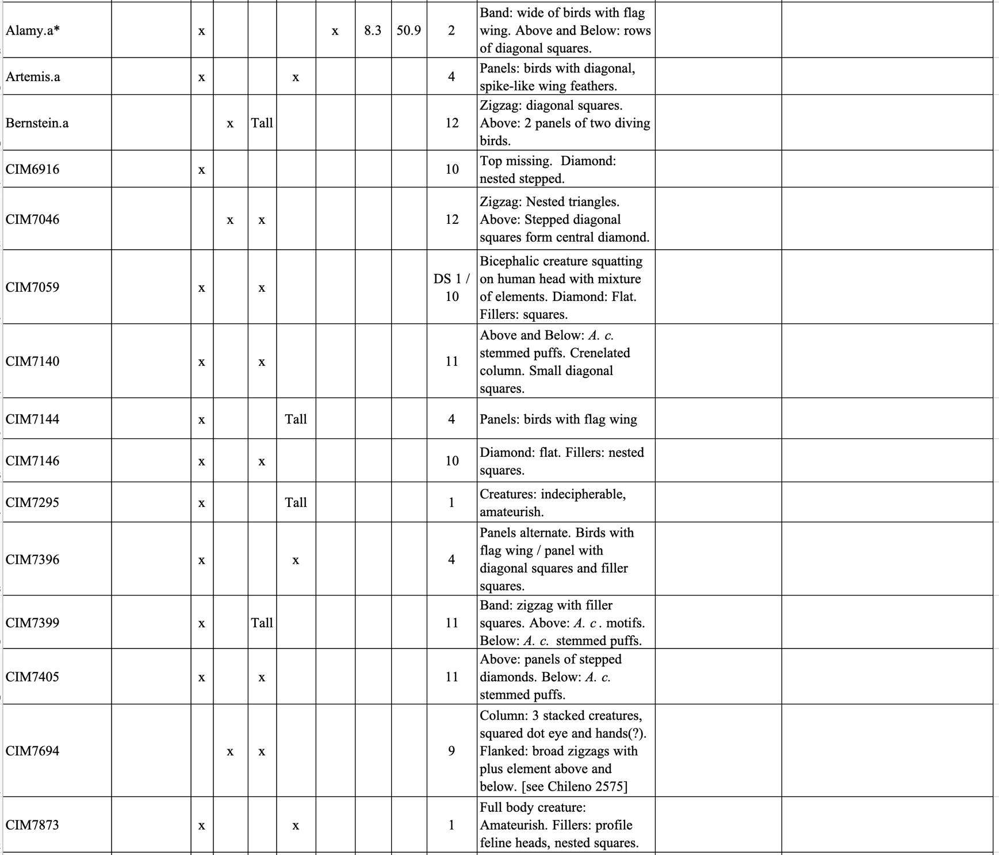 Alamy.a* x x 8.3 50.9 2 Band: wide of birds with flag
wing. Above and Below: rows
of diagonal squares.
Artemis.a x x 4 Panels: birds with diagonal,
spike-like wing feathers.
Bernstein.a x Tall 12 Zigzag: diagonal squares.
Above: 2 panels of two diving
birds.
CIM6916 x 10 Top missing. Diamond:
nested stepped.
CIM7046 x x 12 Zigzag: Nested triangles.
Above: Stepped diagonal
squares form central diamond.
CIM7059 x x DS 1 / 10 Bicephalic creature squatting
on human head with mixture
of elements. Diamond: Flat.
Fillers: squares.
CIM7140 x x 11 Above and Below: A. c.
stemmed puffs. Crenelated
column. Small diagonal
squares.
CIM7144 x Tall 4 Panels: birds with flag wing
CIM7146 x x 10 Diamond: flat. Fillers: nested
squares.
CIM7295 x Tall 1 Creatures: indecipherable,
amateurish.
CIM7396 x x 4 Panels alternate. Birds with
flag wing / panel with
diagonal squares and filler
squares.
CIM7399 x Tall 11 Band: zigzag with filler
squares. Above: A. c . motifs.
Below: A. c. stemmed puffs.
CIM7405 x x 11 Above: panels of stepped
diamonds. Below: A. c.
stemmed puffs.
CIM7694 x x 9 Column: 3 stacked creatures,
squared dot eye and hands(?).
Flanked: broad zigzags with
plus element above and
below. [see Chileno 2575]
CIM7873 x x 1 Full body creature:
Amateurish. Fillers: profile
feline heads, nested squares.